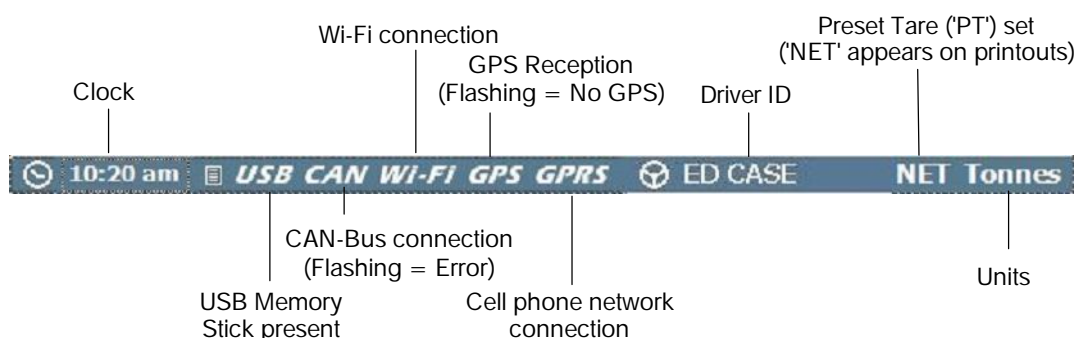 Preset Tare ('PT') set
('NET' appears on printouts)
Wi-Fi connection
GPS Reception
(Flashing = No GPS)
Clock
Driver ID
10:20 am USB CAN Wi-Fi GPS GPRS ED CASE NET Tonnes
CAN-Bus connection
(Flashing = Error)
Units
USB Memory
Stick present
Cell phone network
connection